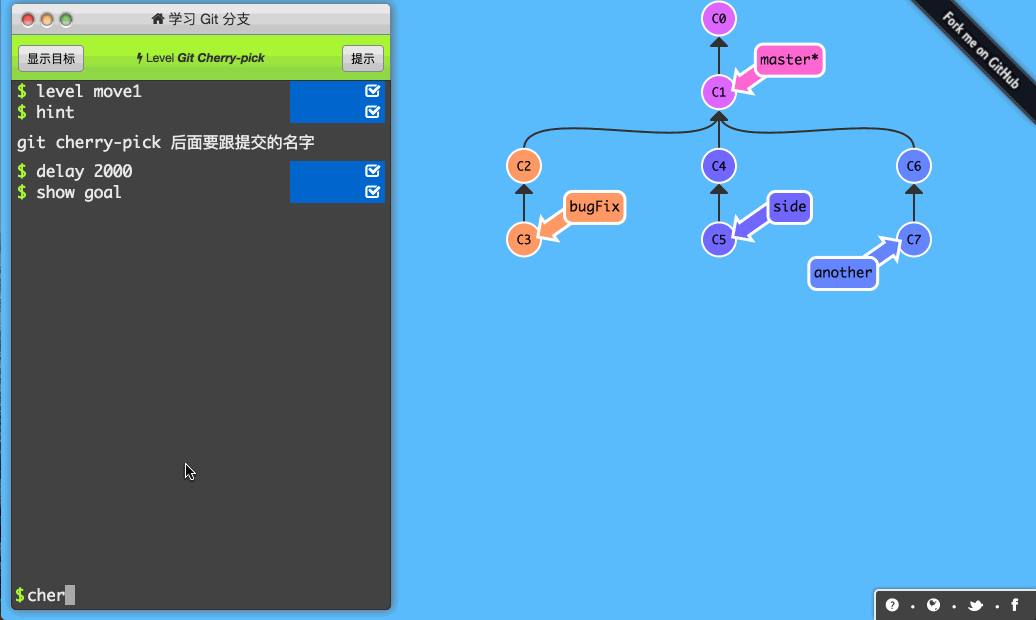 学习 Git 分支
显示目标
Level Git Cherry-pick
提示
$ level move1
$ hint
git cherry-pick 后面要跟提交的名字
$ delay 2000
$ show goal
$cher
C0
master*
C1
C2
C4
C6
bugFix
side
C3
C5
C7
another
Fork me on GitHub